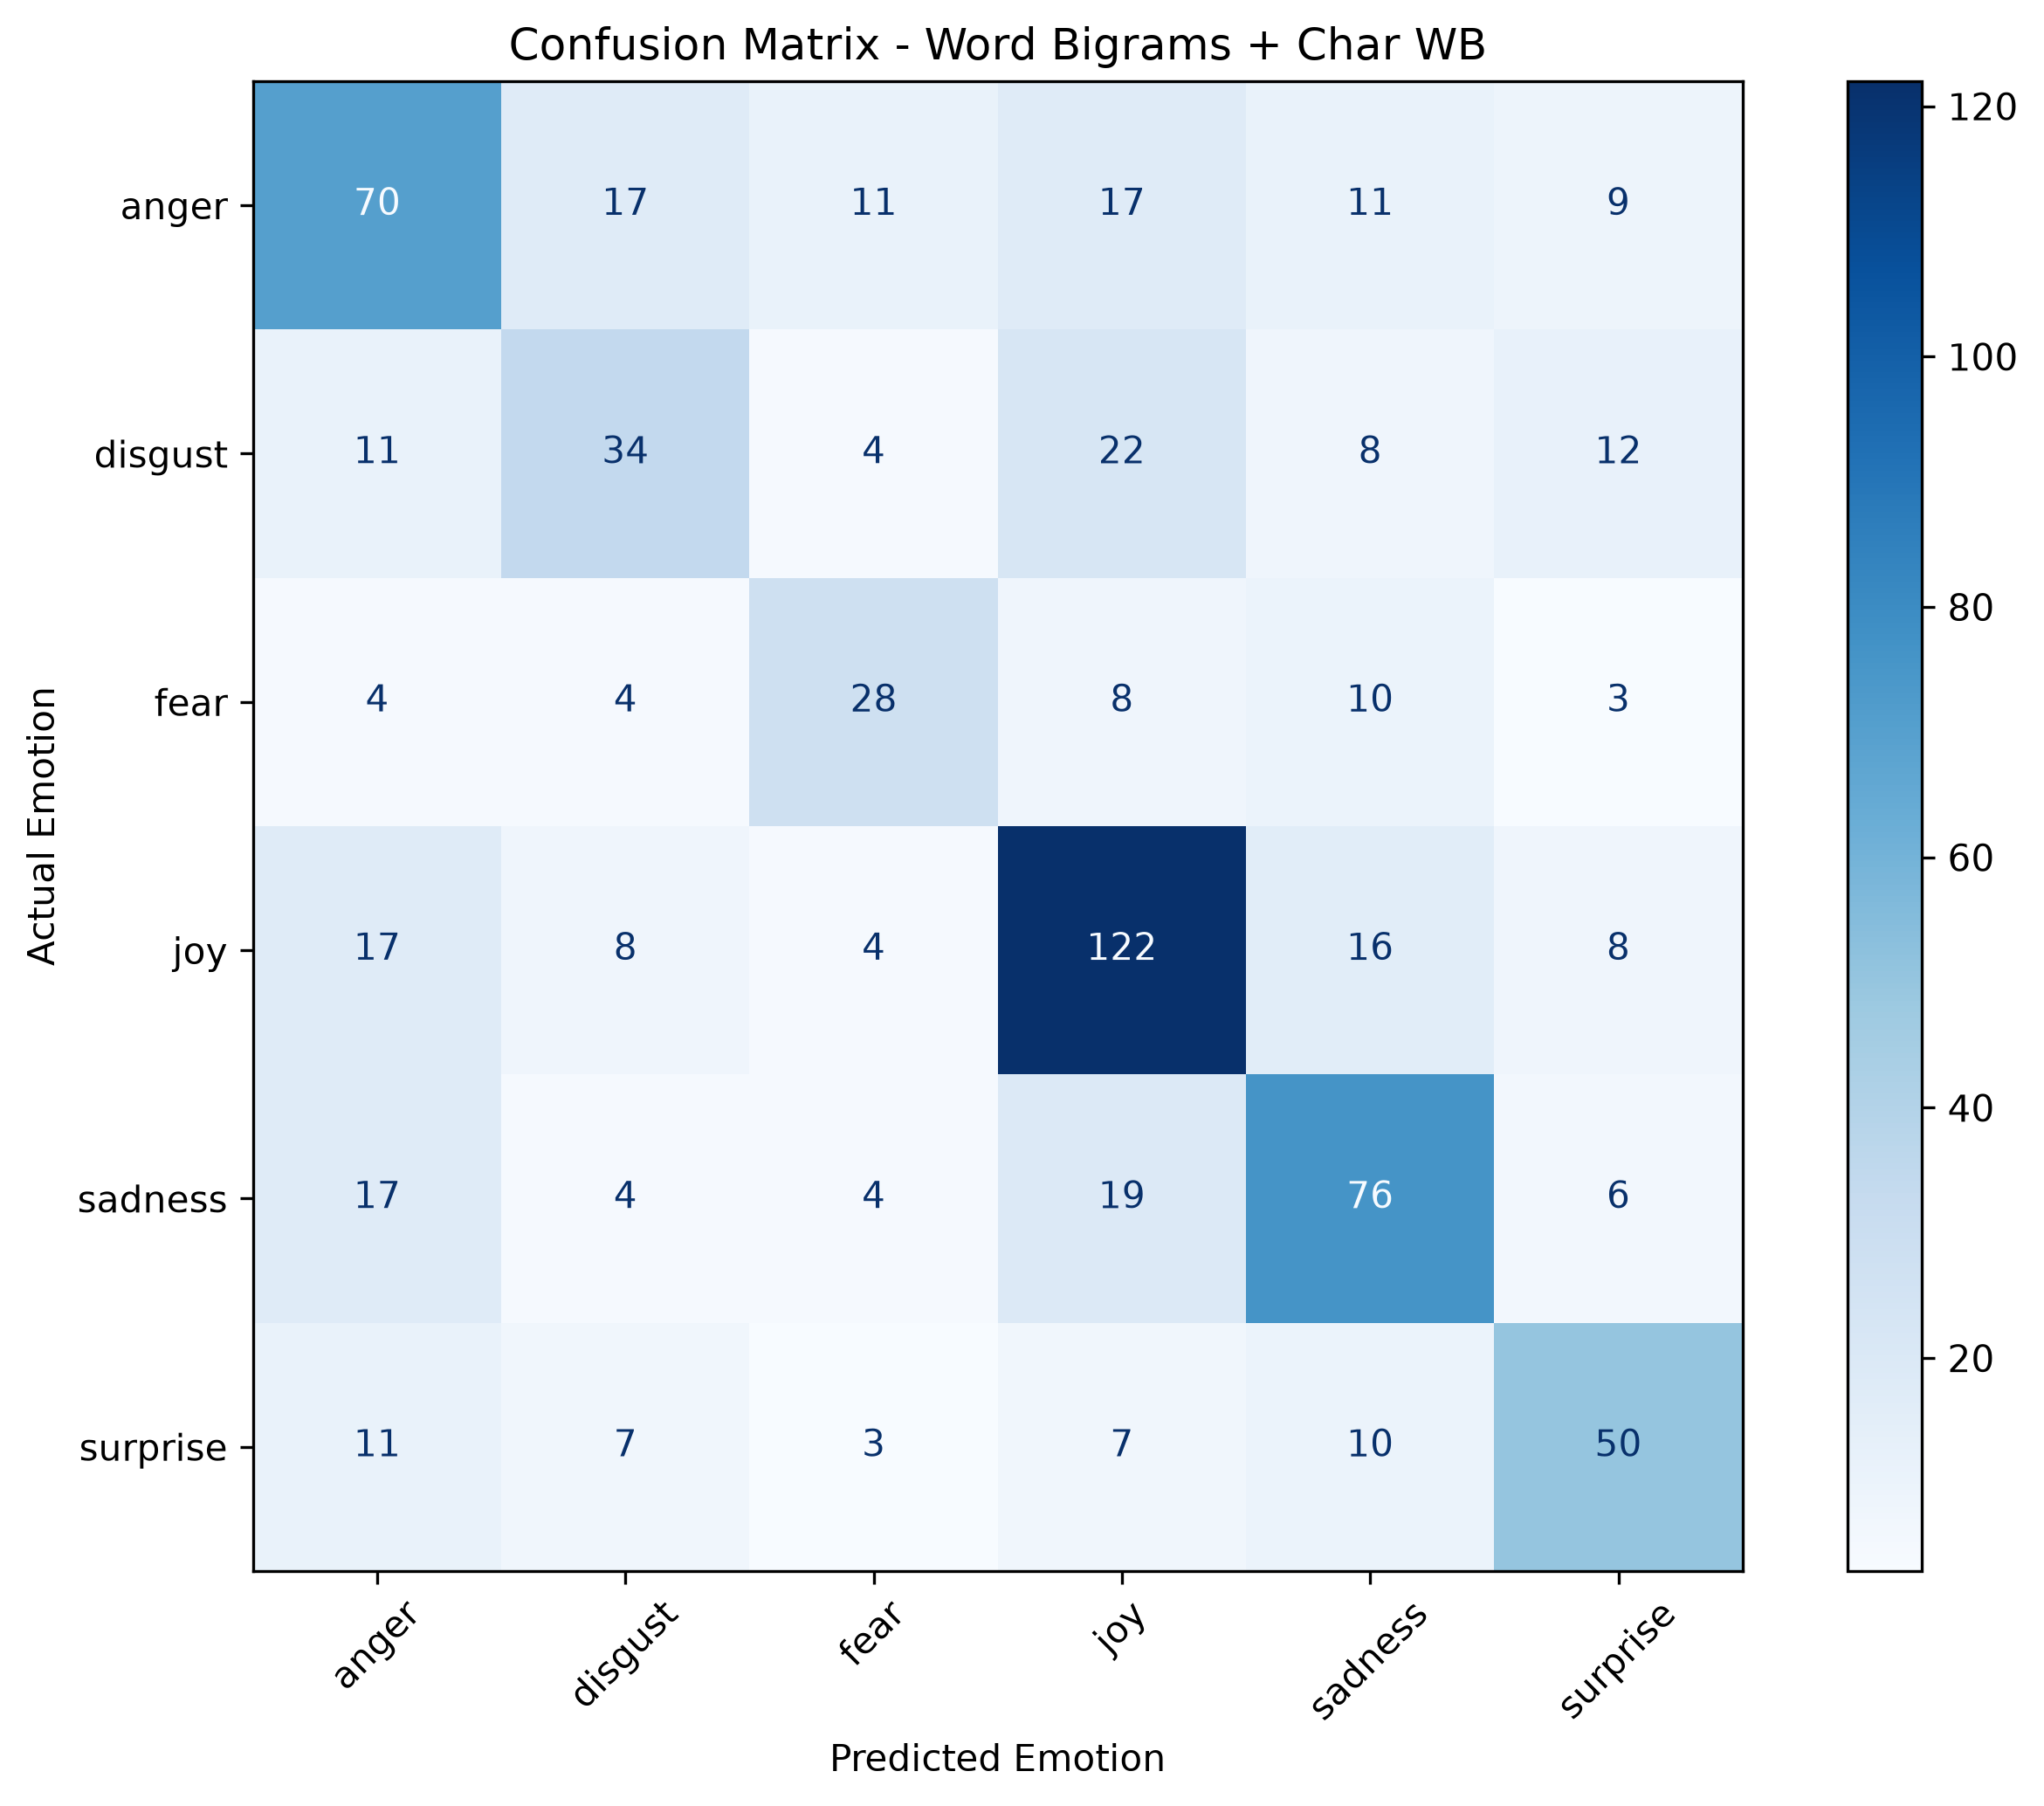 Confusion Matrix - Word Bigrams + Char WB
anger 70 17 11 17 11 9
disgust 11 34 4 22 8 12
fear 4 4 28 8 10 3
joy 17 8 4 122 16 8
sadness 17 4 4 19 76 6
surprise 11 7 3 7 10 50
anger disgust fear joy sadness surprise
Predicted Emotion
Actual Emotion
120
100
80
60
40
20